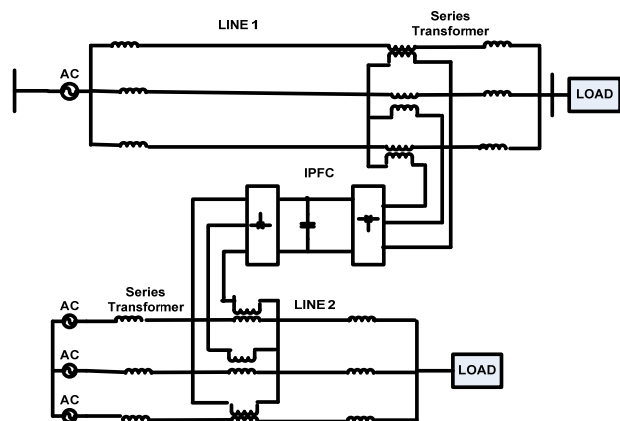 LINE 1
Series
Transformer
AC
LOAD
IPFC
Series
Transformer
AC
LINE 2
AC
LOAD
AC